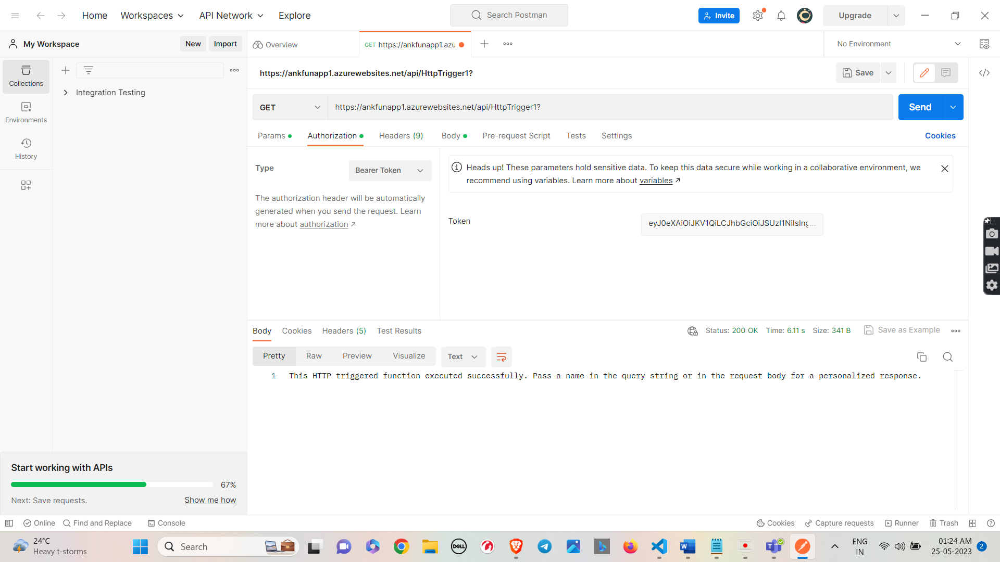 Home
Workspaces
API Network
Explore
Search Postman
Invite
Upgrade
My Workspace
New
Import
Overview
GET https://ankfunapp1.azu
No Environment
Collections
Integration Testing
Environments
History
https://ankfunapp1.azurewebsites.net/api/HttpTrigger1?
Save
GET
https://ankfunapp1.azurewebsites.net/api/HttpTrigger1?
Send
Params
Authorization
Headers (9)
Body
Pre-request Script
Tests
Settings
Cookies
Type
Bearer Token
The authorization header will be automatically
generated when you send the request. Learn
more about authorization ↗
Heads up! These parameters hold sensitive data. To keep this data secure while working in a collaborative environment, we
recommend using variables. Learn more about variables ↗
Token
eyJ0eXAiOiJKV1QiLCJhbGciOiJSUzI1NiIsIng...
Body
Cookies
Headers (5)
Test Results
Status: 200 OK
Time: 6.11 s
Size: 341 B
Save as Example
Pretty
Raw
Preview
Visualize
Text
1
This HTTP triggered function executed successfully. Pass a name in the query string or in the request body for a personalized response.
Start working with APIs
67%
Next: Save requests.
Show me how
Online
Find and Replace
Console
Cookies
Capture requests
Runner
Trash
24°C
Heavy t-storms
Search
DELL
ENG
IN
01:24 AM
25-05-2023
2